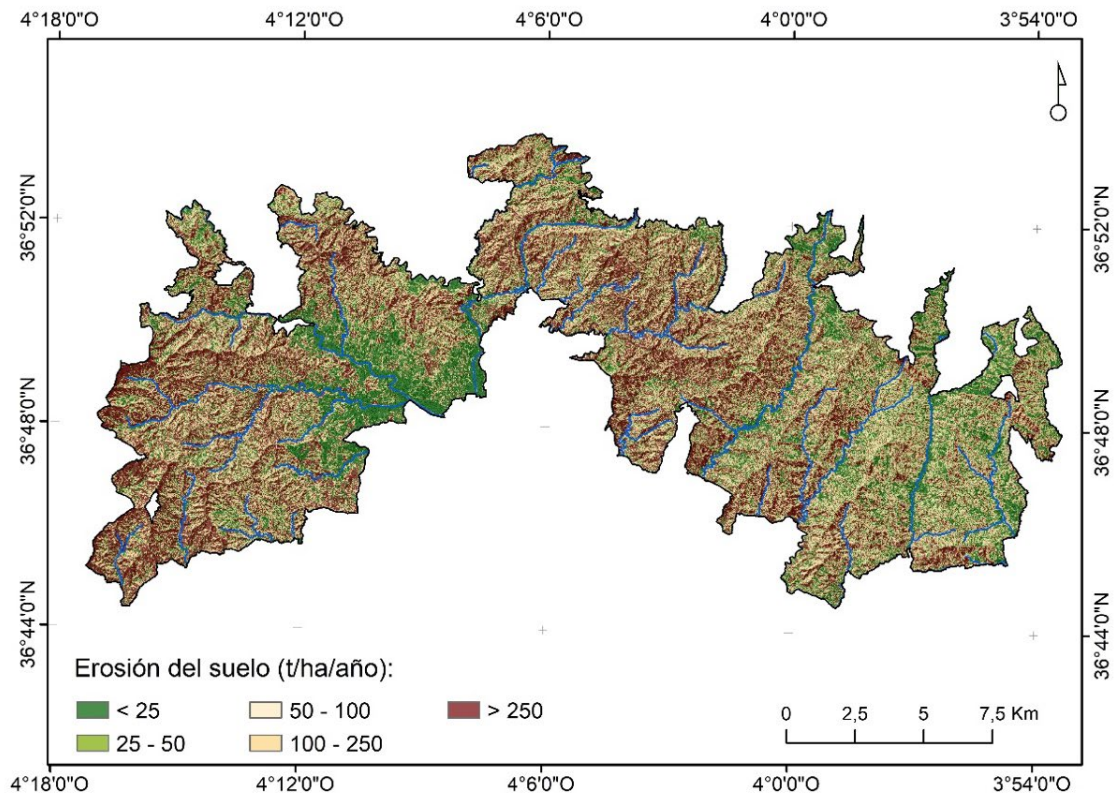 4°18'0"O 4°12'0"O 4°6'0"O 4°00'0"O 3°54'0"O
36°52'0"N 36°52'0"N
36°48'0"N 36°48'0"N
36°44'0"N 36°44'0"N
Erosión del suelo (t/ha/año):
< 25 50 - 100 > 250
25 - 50 100 - 250
0 2,5 5 7,5 Km
4°18'0"O 4°12'0"O 4°6'0"O 4°00'0"O 3°54'0"O